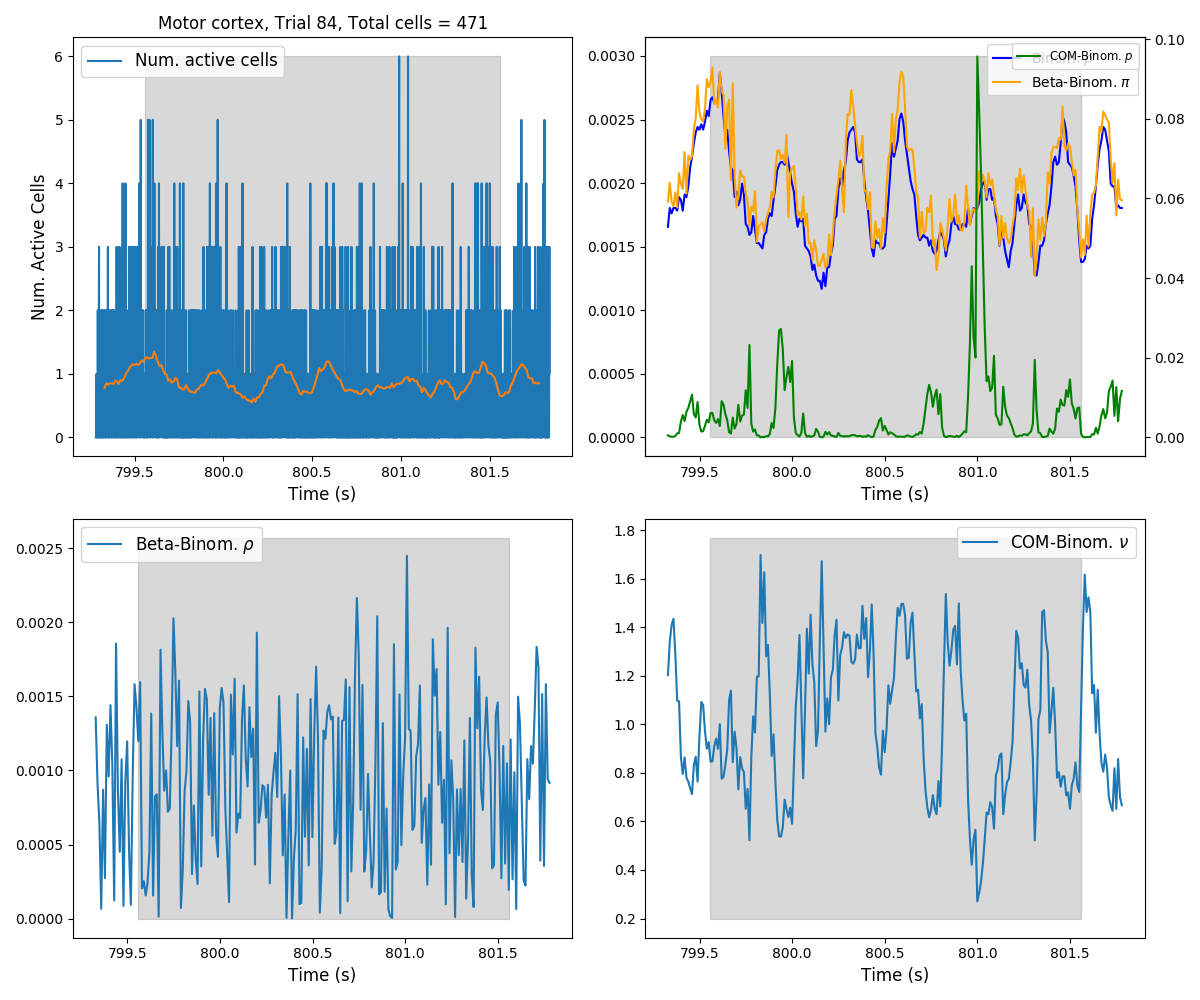 Motor cortex, Trial 84, Total cells = 471
Num. active cells
Num. Active Cells
6
5
4
3
2
1
0
799.5 800.0 800.5 801.0 801.5
Time (s)
COM-Binom. p
Beta-Binom. π
0.0030
0.0025
0.0020
0.0015
0.0010
0.0005
0.0000
0.10
0.08
0.06
0.04
0.02
0.00
799.5 800.0 800.5 801.0 801.5
Time (s)
Beta-Binom. ρ
0.0025
0.0020
0.0015
0.0010
0.0005
0.0000
799.5 800.0 800.5 801.0 801.5
Time (s)
COM-Binom. ν
1.8
1.6
1.4
1.2
1.0
0.8
0.6
0.4
0.2
799.5 800.0 800.5 801.0 801.5
Time (s)